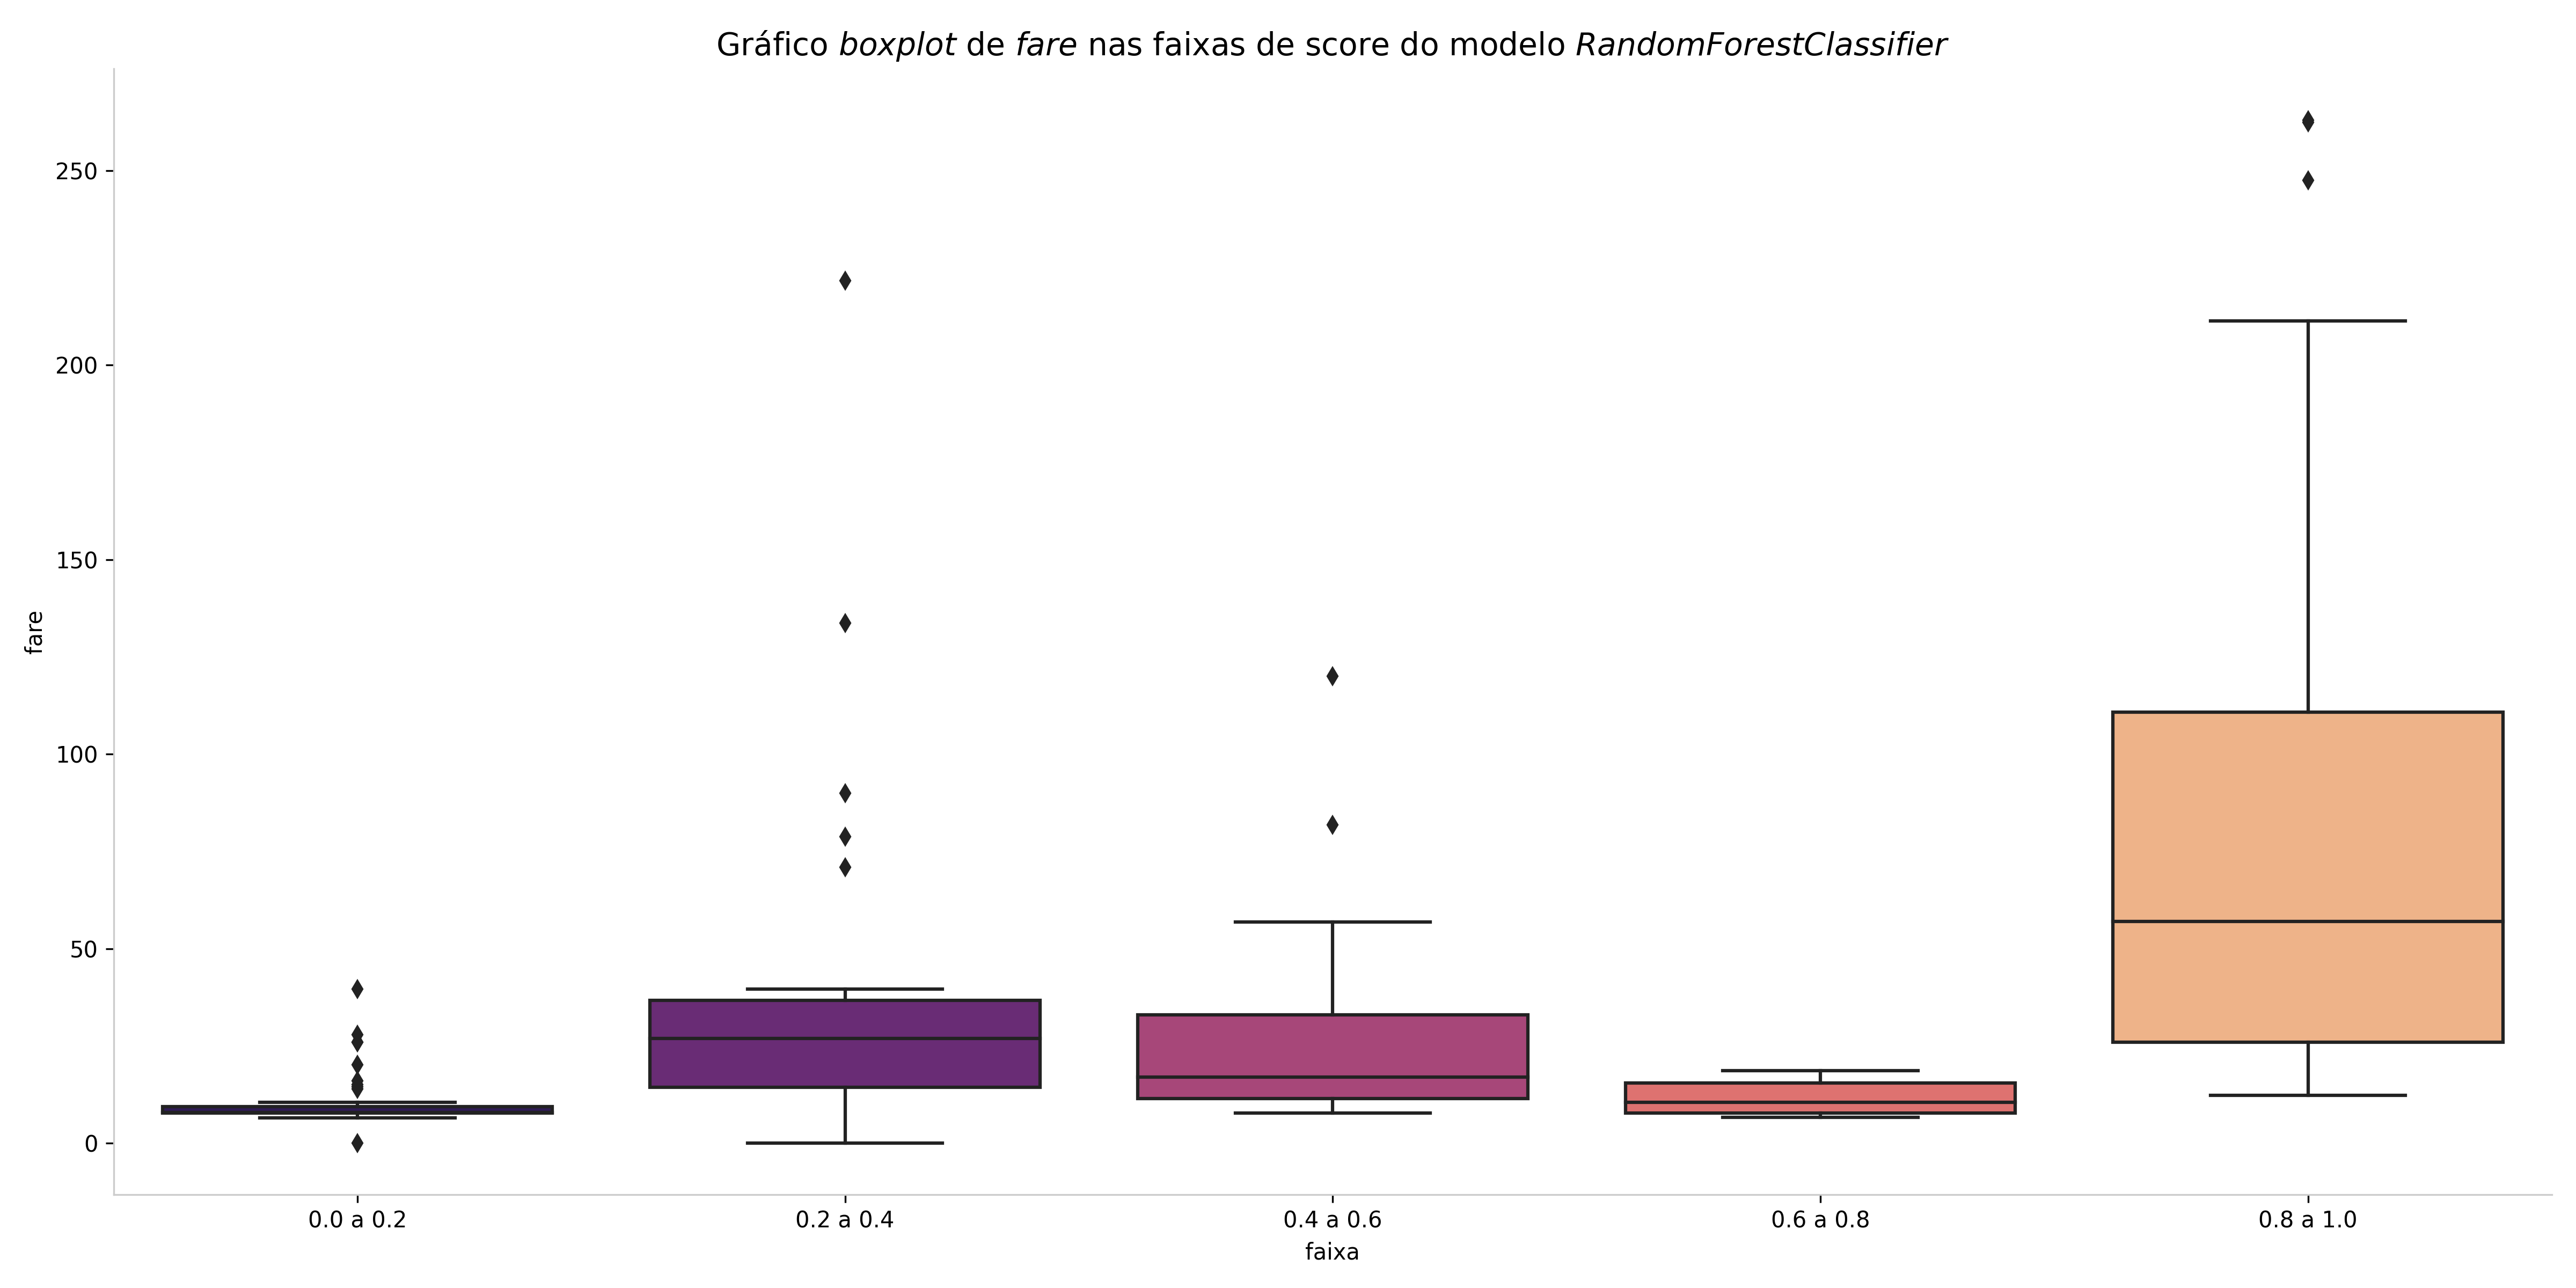 Gráfico boxplot de fare nas faixas de score do modelo RandomForestClassifier
250
200
150
100
50
0
fare
0.0 a 0.2
0.2 a 0.4
0.4 a 0.6
0.6 a 0.8
0.8 a 1.0
faixa